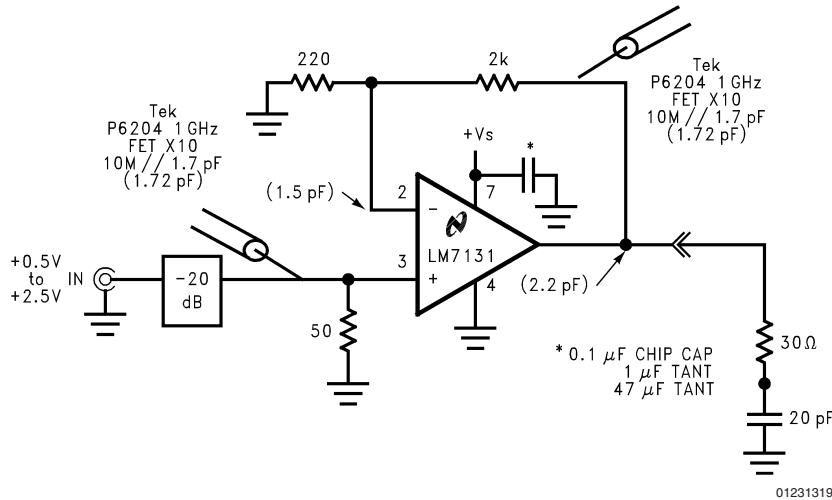 220
2k
Tek
P6204 1 GHz
FET X10
10M // 1.7 pF
(1.72 pF)
Tek
P6204 1 GHz
FET X10
10M // 1.7 pF
(1.72 pF)
+Vs
*
(1.5 pF)
2
7
−
LM7131
3
+
4
(2.2 pF)
+0.5V
to
+2.5V
IN
−20
dB
50
* 0.1 μF CHIP CAP
1 μF TANT
47 μF TANT
30Ω
20 pF
01231319